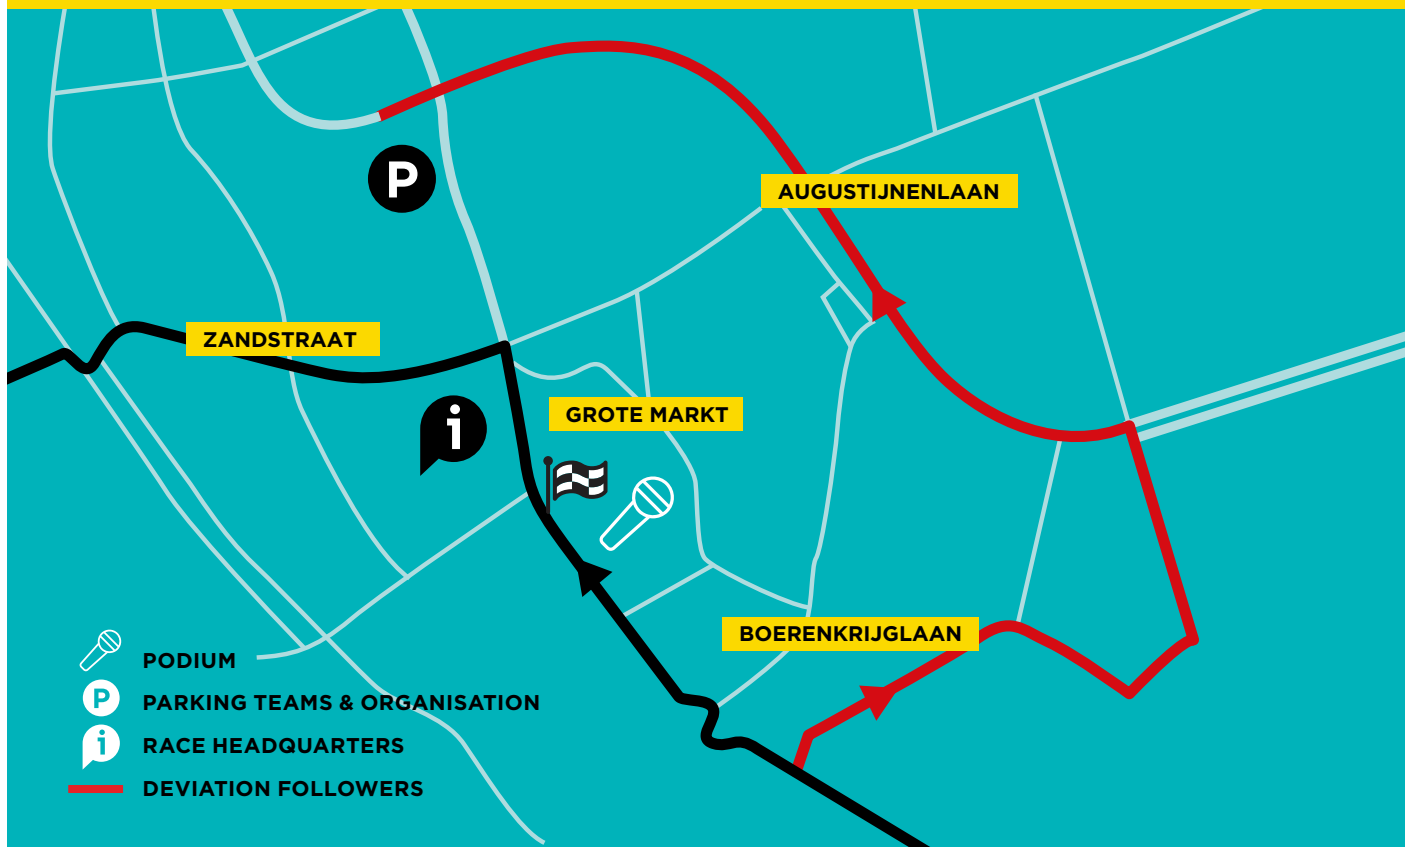 AUGUSTIJNENLAAN
P
ZANDSTRAAT
i
GROTE MARKT
BOERENKRIJGLAAN
PODIUM
P PARKING TEAMS & ORGANISATION
i RACE HEADQUARTERS
DEVIATION FOLLOWERS